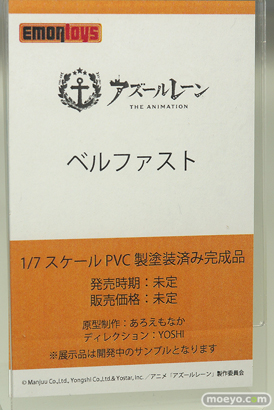 emontoys
アズールレーン
THE ANIMATION
ベルファスト
1/7 スケール PVC 製塗装済み完成品
発売時期：未定
販売価格：未定
原型制作：あろえもなか
ディレクション：YOSHI
※展示品は開発中のサンプルとなります
© Manjuu Co.,Ltd., Yongshi Co.,Ltd. & Yostar, Inc. ／アニメ「アズールレーン」製作委員会
moeyo.com